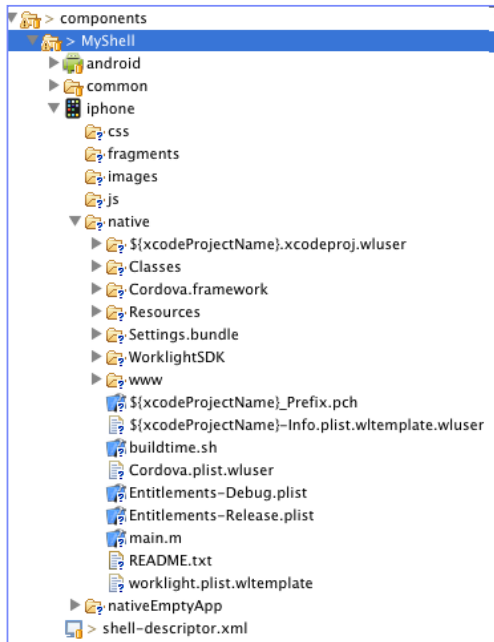 > components
> MyShell
android
common
iphone
css
fragments
images
js
native
${xcodeProjectName}.xcodeproj.wluser
Classes
Cordova.framework
Resources
Settings.bundle
WorklightSDK
www
${xcodeProjectName}_Prefix.pch
${xcodeProjectName}-Info.plist.wltemplate.wluser
buildtime.sh
Cordova.plist.wluser
Entitlements-Debug.plist
Entitlements-Release.plist
main.m
README.txt
worklight.plist.wltemplate
nativeEmptyApp
> shell-descriptor.xml